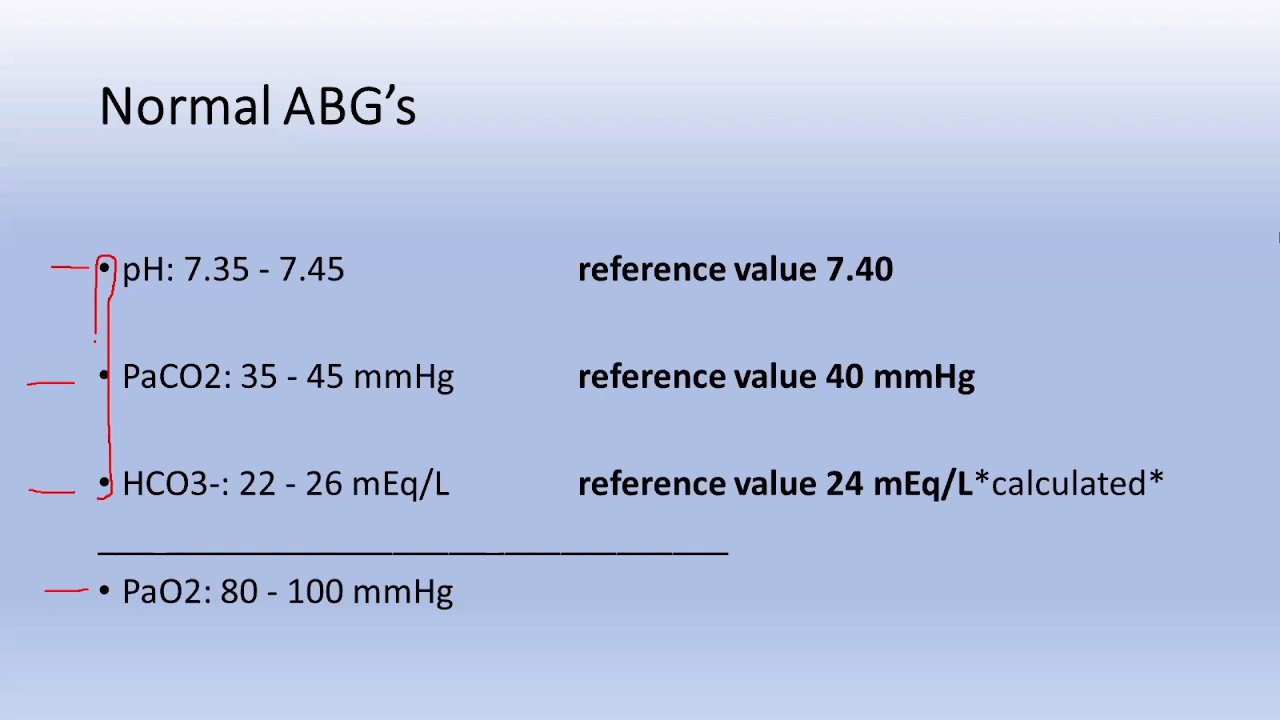 Normal ABG’s
• pH: 7.35 - 7.45 reference value 7.40
• PaCO2: 35 - 45 mmHg reference value 40 mmHg
• HCO3-: 22 - 26 mEq/L reference value 24 mEq/L*calculated*
• PaO2: 80 - 100 mmHg